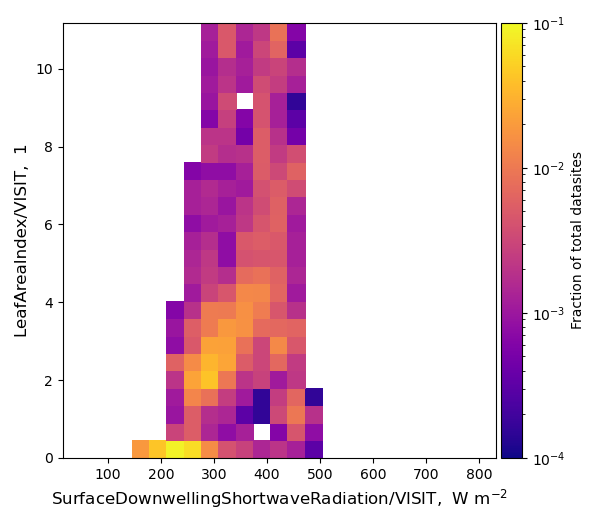 10
8
6
4
2
0
LeafAreaIndex/VISIT,  1
100 200 300 400 500 600 700 800
SurfaceDownwellingShortwaveRadiation/VISIT,  W m⁻²
10⁻¹
10⁻²
10⁻³
10⁻⁴
Fraction of total datasites